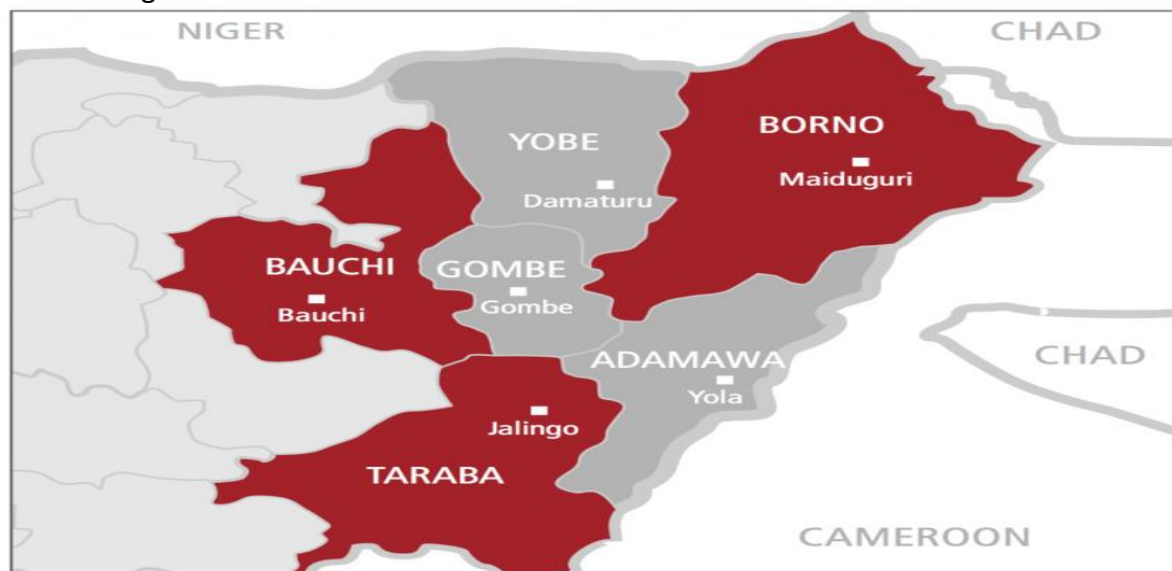 NIGER
CHAD
BORNO
YOBE
Maiduguri
Damaturu
BAUCHI
GOMBE
Bauchi
Gombe
CHAD
ADAMAWA
Yola
Jalingo
TARABA
CAMEROON